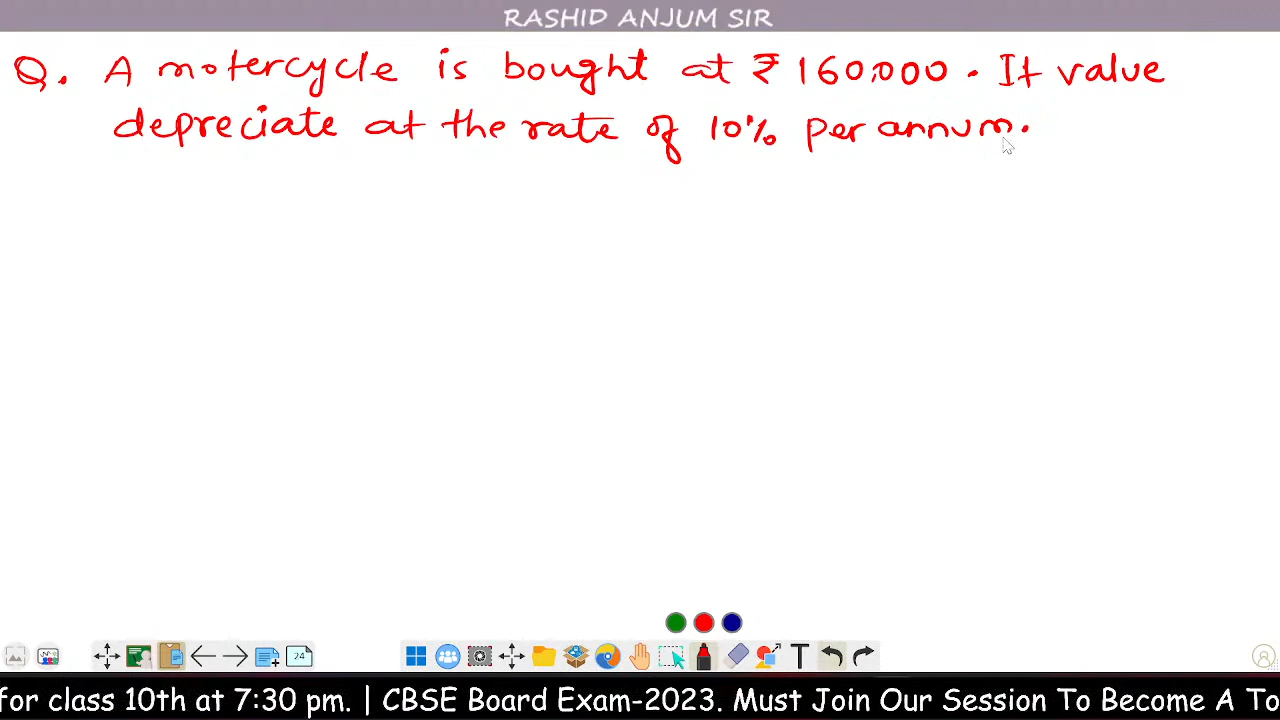 RASHID ANJUM SIR
Q. A motercycle is bought at ₹ 160,000. It value
depreciate at the rate of 10% per annum.
24
for class 10th at 7:30 pm. | CBSE Board Exam-2023. Must Join Our Session To Become A To